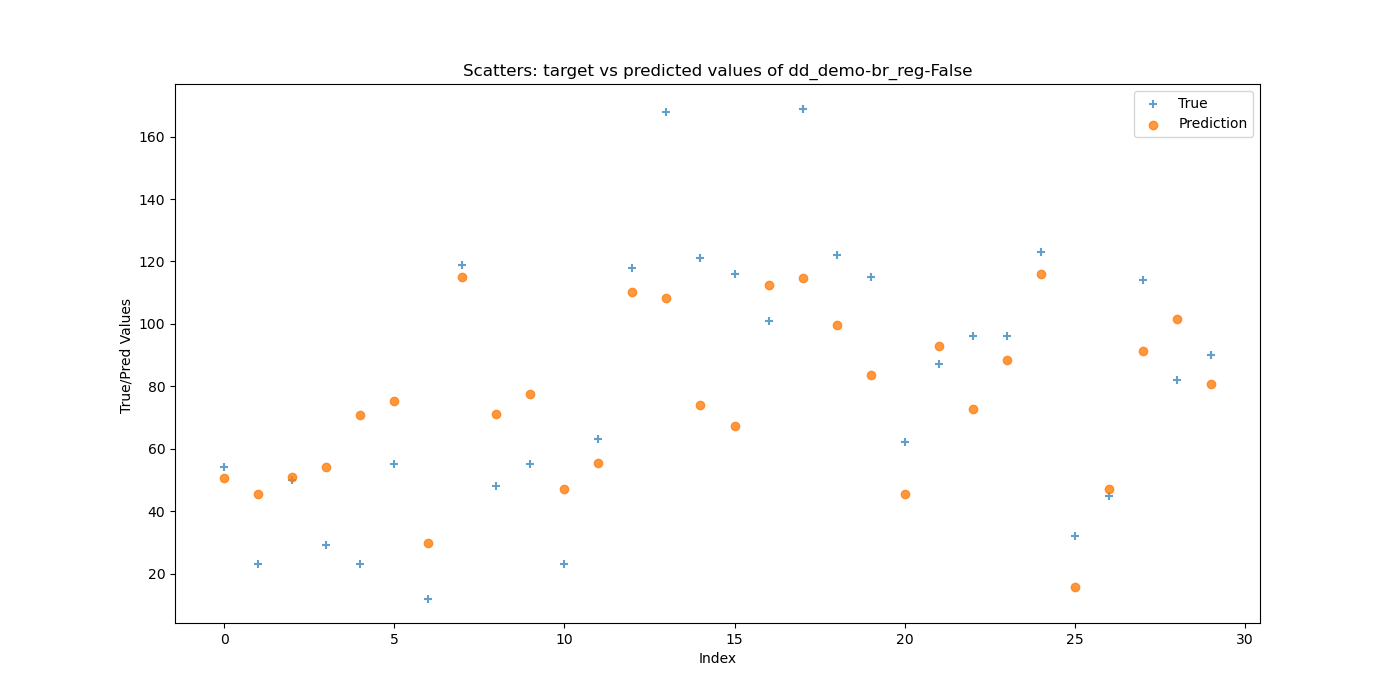 Scatters: target vs predicted values of dd_demo-br_reg-False
True
Prediction
160
140
120
100
80
60
40
20
True/Pred Values
0 5 10 15 20 25 30
Index